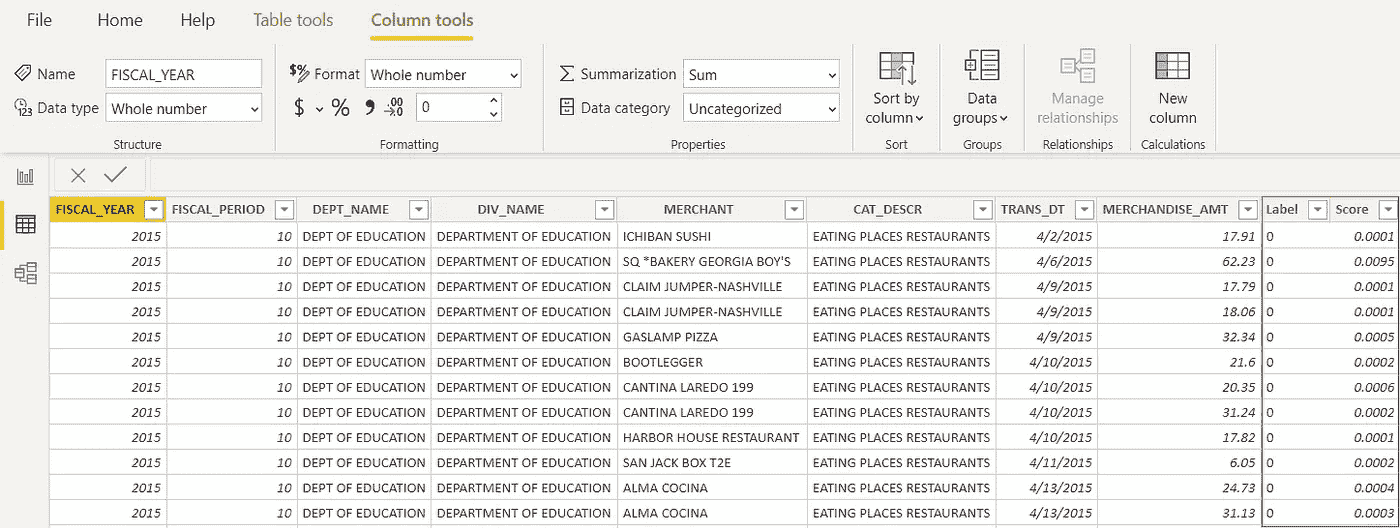 File Home Help Table tools Column tools
Name FISCAL_YEAR $% Format Whole number Σ Summarization Sum Data category Uncategorized
Data type Whole number $ % 9 .00 0
Sort by column Data groups Manage relationships New column
Structure Formatting Properties Sort Groups Relationships Calculations
FISCAL_YEAR FISCAL_PERIOD DEPT_NAME DIV_NAME MERCHANT CAT_DESCR TRANS_DT MERCHANDISE_AMT Label Score
2015 10 DEPT OF EDUCATION DEPARTMENT OF EDUCATION ICHIBAN SUSHI EATING PLACES RESTAURANTS 4/2/2015 17.91 0 0.0001
2015 10 DEPT OF EDUCATION DEPARTMENT OF EDUCATION SQ *BAKERY GEORGIA BOY'S EATING PLACES RESTAURANTS 4/6/2015 62.23 0 0.0095
2015 10 DEPT OF EDUCATION DEPARTMENT OF EDUCATION CLAIM JUMPER-NASHVILLE EATING PLACES RESTAURANTS 4/9/2015 17.79 0 0.0001
2015 10 DEPT OF EDUCATION DEPARTMENT OF EDUCATION CLAIM JUMPER-NASHVILLE EATING PLACES RESTAURANTS 4/9/2015 18.06 0 0.0001
2015 10 DEPT OF EDUCATION DEPARTMENT OF EDUCATION GASLAMP PIZZA EATING PLACES RESTAURANTS 4/9/2015 32.34 0 0.0005
2015 10 DEPT OF EDUCATION DEPARTMENT OF EDUCATION BOOTLEGGER EATING PLACES RESTAURANTS 4/10/2015 21.6 0 0.0002
2015 10 DEPT OF EDUCATION DEPARTMENT OF EDUCATION CANTINA LAREDO 199 EATING PLACES RESTAURANTS 4/10/2015 20.35 0 0.0006
2015 10 DEPT OF EDUCATION DEPARTMENT OF EDUCATION CANTINA LAREDO 199 EATING PLACES RESTAURANTS 4/10/2015 31.24 0 0.0002
2015 10 DEPT OF EDUCATION DEPARTMENT OF EDUCATION HARBOR HOUSE RESTAURANT EATING PLACES RESTAURANTS 4/10/2015 17.82 0 0.0001
2015 10 DEPT OF EDUCATION DEPARTMENT OF EDUCATION SAN JACK BOX T2E EATING PLACES RESTAURANTS 4/11/2015 6.05 0 0.0002
2015 10 DEPT OF EDUCATION DEPARTMENT OF EDUCATION ALMA COCINA EATING PLACES RESTAURANTS 4/13/2015 24.73 0 0.0004
2015 10 DEPT OF EDUCATION DEPARTMENT OF EDUCATION ALMA COCINA EATING PLACES RESTAURANTS 4/13/2015 31.13 0 0.0003